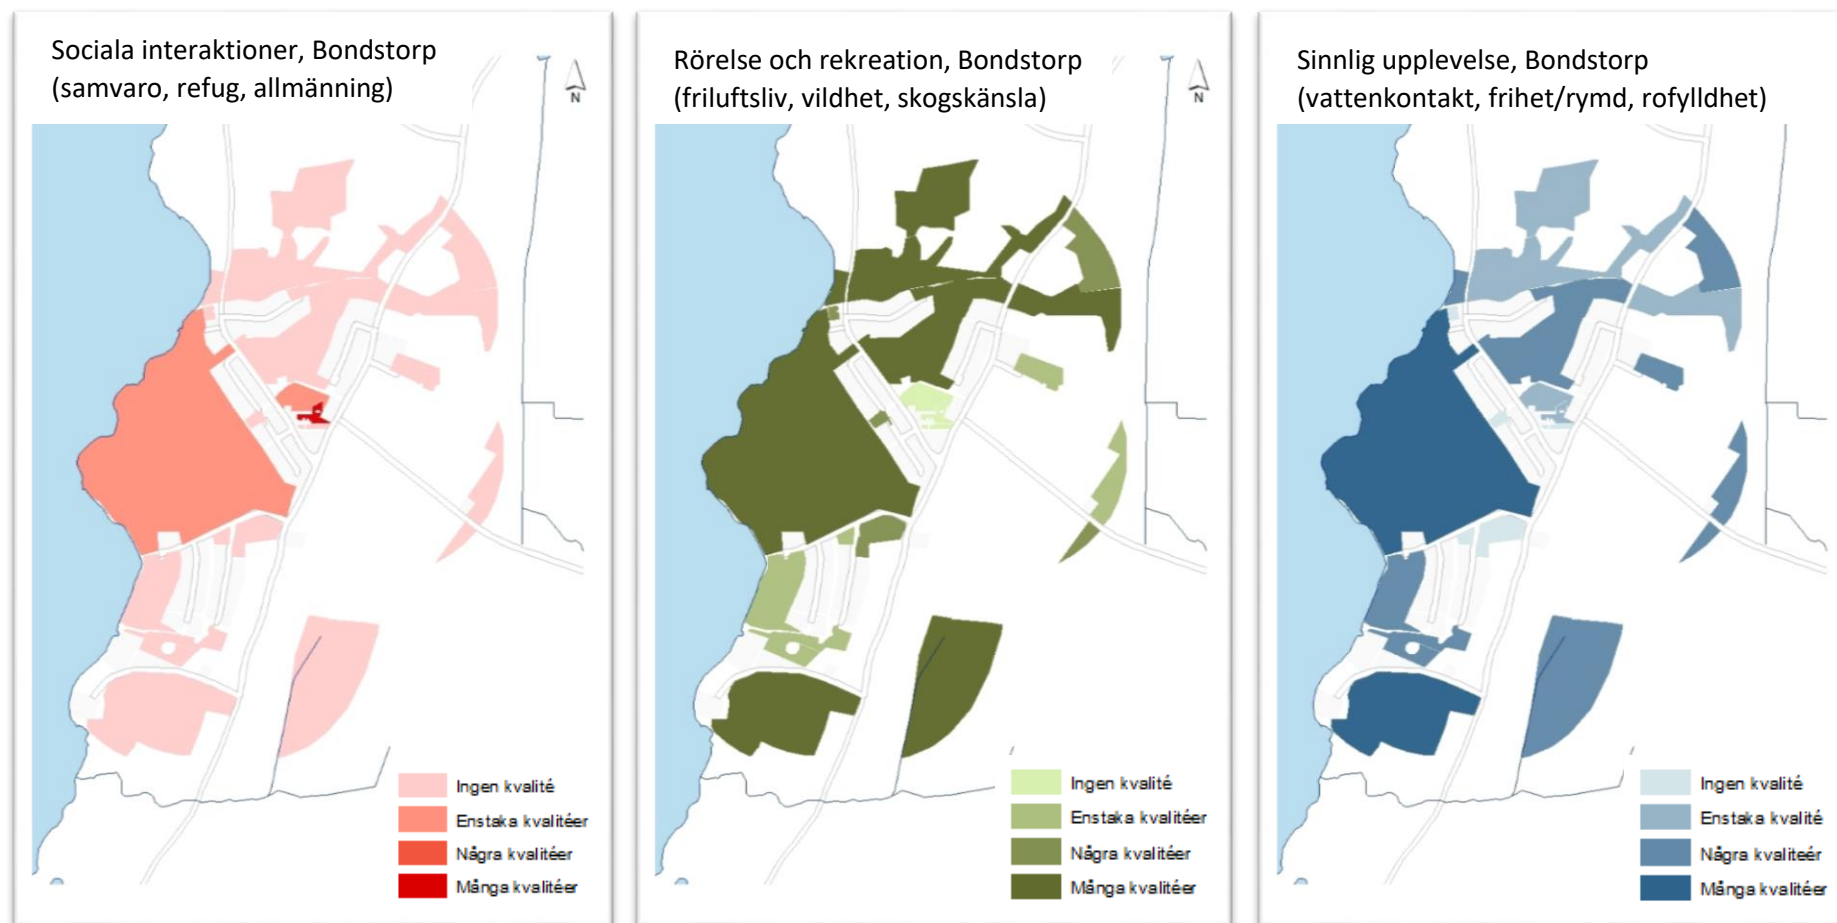 Sociala interaktioner, Bondstorp
(samvaro, refug, allmänning)
N
Ingen kvalité
Enstaka kvalitéer
Några kvalitéer
Många kvalitéer
Rörelse och rekreation, Bondstorp
(friluftsliv, vildhet, skogskänsla)
N
Ingen kvalité
Enstaka kvalitéer
Några kvalitéer
Många kvalitéer
Sinnlig upplevelse, Bondstorp
(vattenkontakt, frihet/rymd, rofylldhet)
Ingen kvalité
Enstaka kvalité
Några kvaliteér
Många kvalitéer